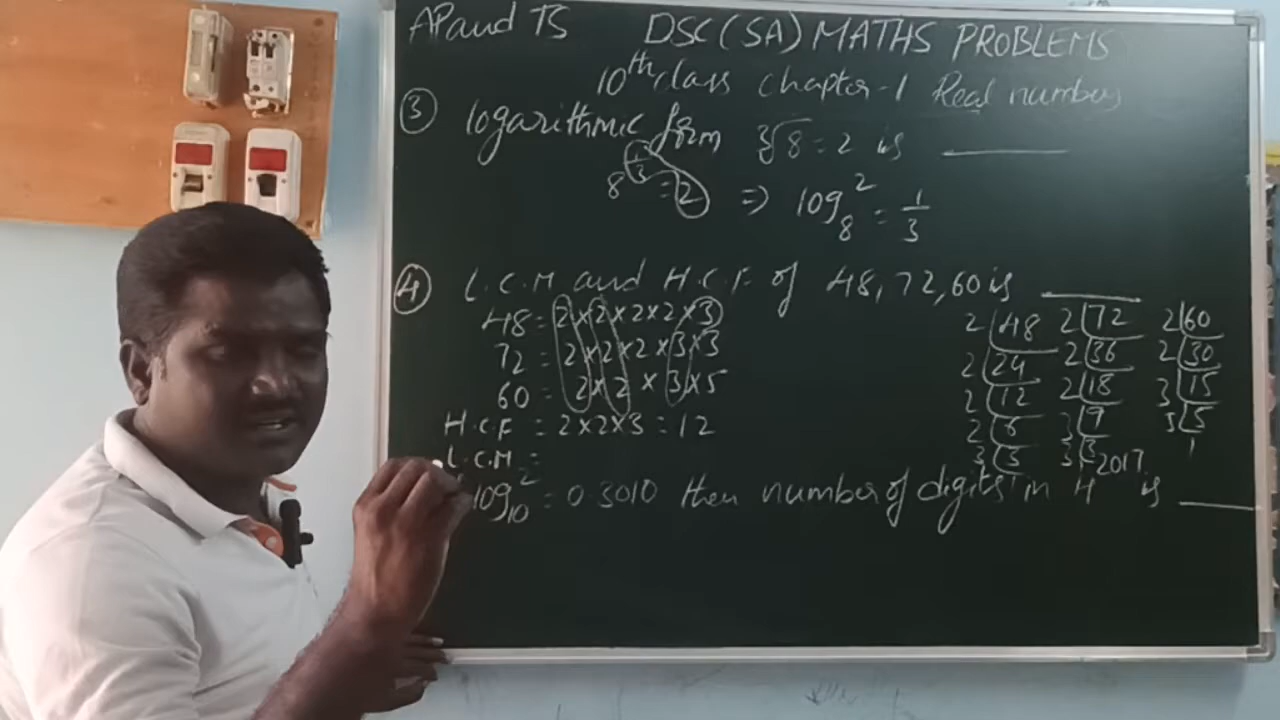 AP and TS DSC (SA) MATHS PROBLEMS
10th class chapter-1 Real numbers
③ logarithmic form ∛8 = 2 is ______
8^(1/3) = 2 ⇒ log₈² = 1/3
④ L.C.M and H.C.F. of 48, 72, 60 is ______
48 = 2×2×2×2×3
72 = 2×2×2×3×3
60 = 2×2×3×5
H.C.F = 2×2×3 = 12
L.C.M =
log₁₀² = 0.3010 then number of digits in 4^2017 is ______
2 48
2 24
2 12
2 6
3 3
2 72
2 36
2 18
3 9
3 3
1
2 60
2 30
3 15
5 5
1